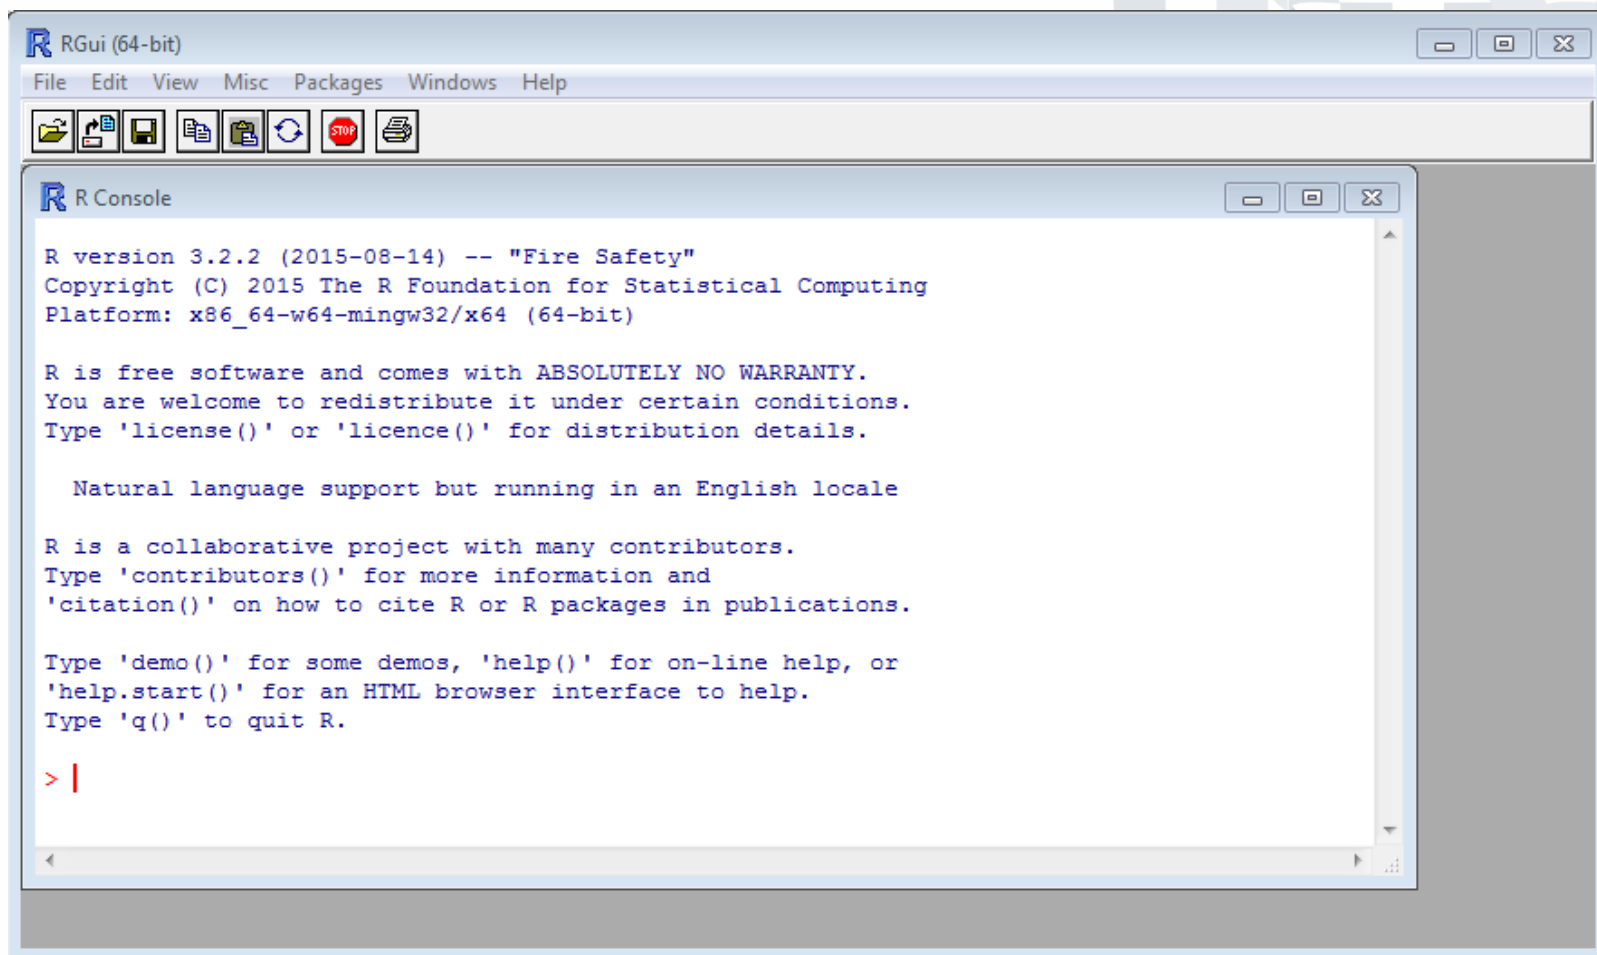 RGui (64-bit)
File Edit View Misc Packages Windows Help
STOP
R Console
R version 3.2.2 (2015-08-14) -- "Fire Safety"
Copyright (C) 2015 The R Foundation for Statistical Computing
Platform: x86_64-w64-mingw32/x64 (64-bit)
R is free software and comes with ABSOLUTELY NO WARRANTY.
You are welcome to redistribute it under certain conditions.
Type 'license()' or 'licence()' for distribution details.
Natural language support but running in an English locale
R is a collaborative project with many contributors.
Type 'contributors()' for more information and
'citation()' on how to cite R or R packages in publications.
Type 'demo()' for some demos, 'help()' for on-line help, or
'help.start()' for an HTML browser interface to help.
Type 'q()' to quit R.
>